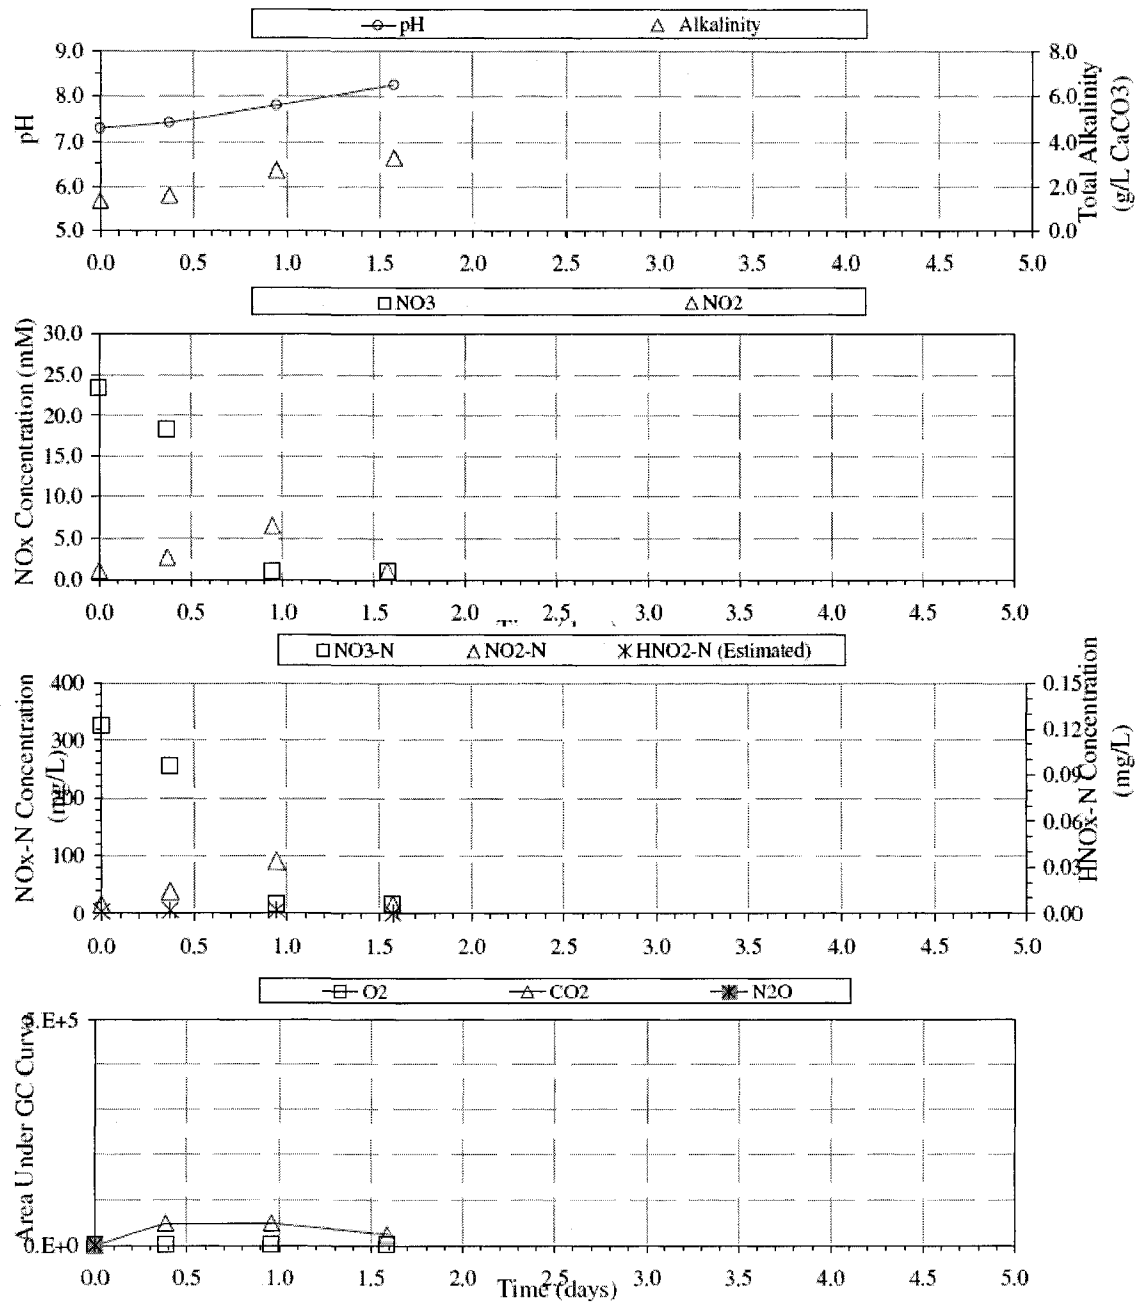 pH Alkalinity
9.0
8.0
7.0
6.0
5.0
pH
8.0
6.0
4.0
2.0
0.0
Total Alkalinity
(g/L CaCO3)
0.0 0.5 1.0 1.5 2.0 2.5 3.0 3.5 4.0 4.5 5.0
NO3 NO2
30.0
25.0
20.0
15.0
10.0
5.0
0.0
NOx Concentration (mM)
0.0 0.5 1.0 1.5 2.0 2.5 3.0 3.5 4.0 4.5 5.0
NO3-N NO2-N HNO2-N (Estimated)
400
300
200
100
0
NOx-N Concentration
(mg/L)
0.15
0.12
0.09
0.06
0.03
0.00
HNOx-N Concentration
(mg/L)
0.0 0.5 1.0 1.5 2.0 2.5 3.0 3.5 4.0 4.5 5.0
O2 CO2 N2O
.E+5
.E+0
Area Under GC Curve
0.0 0.5 1.0 1.5 2.0 2.5 3.0 3.5 4.0 4.5 5.0
Time (days)